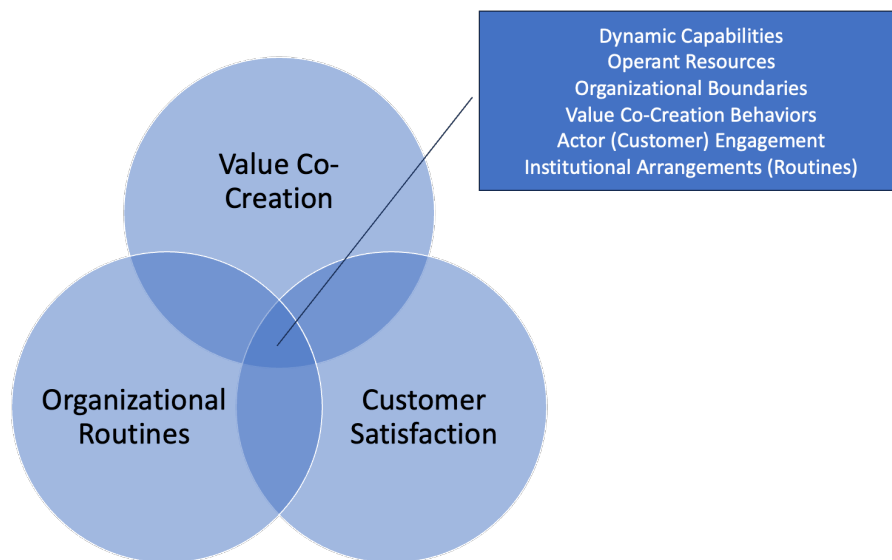 Dynamic Capabilities
Operant Resources
Organizational Boundaries
Value Co-Creation Behaviors
Actor (Customer) Engagement
Institutional Arrangements (Routines)
Value Co-
Creation
Organizational
Routines
Customer
Satisfaction